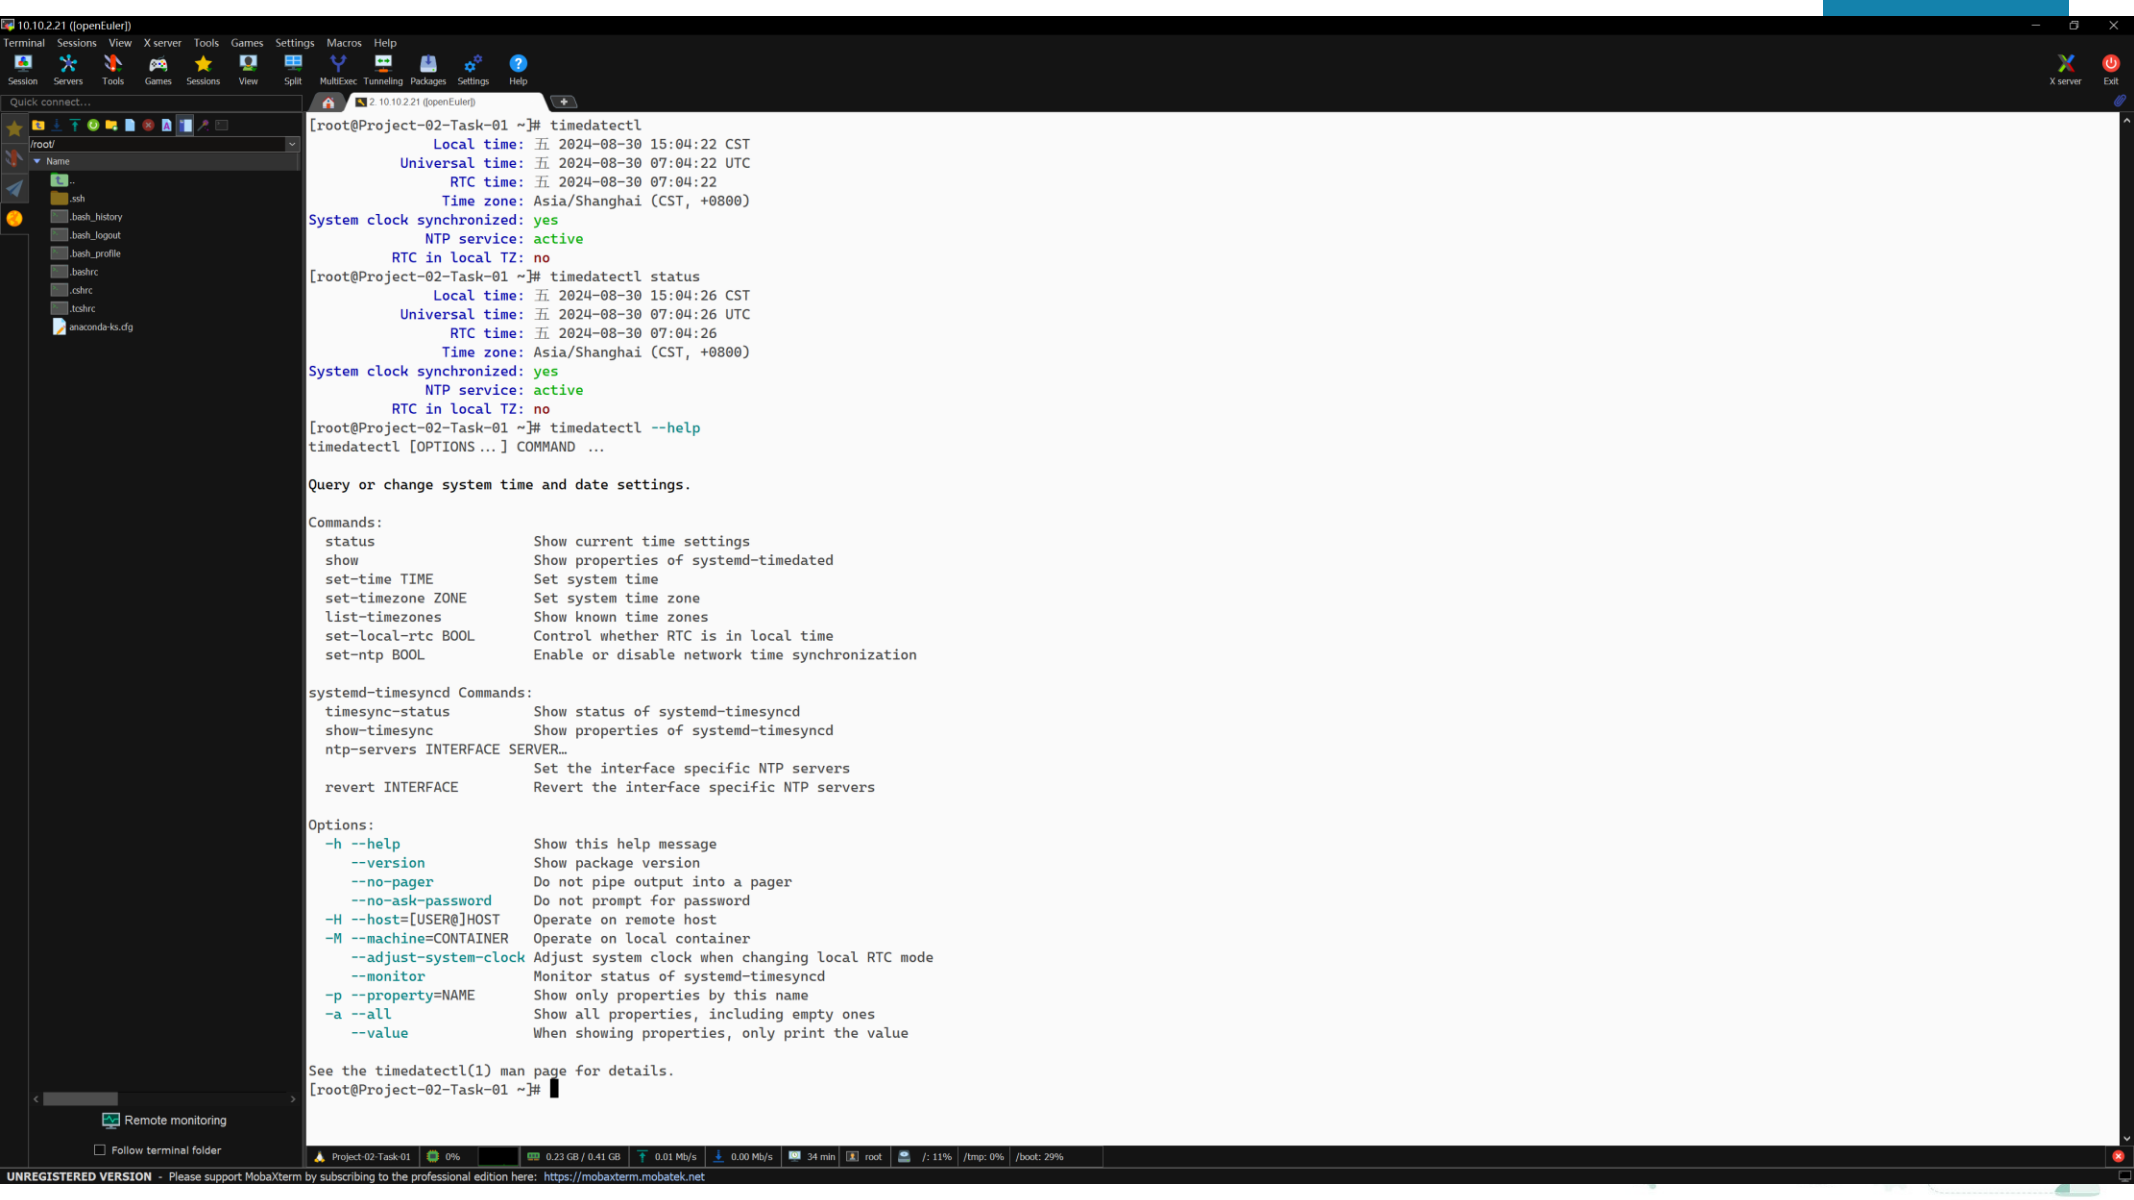 10.10.2.21 ([openEuler])
Terminal Sessions View X server Tools Games Settings Macros Help
Session Servers Tools Games Sessions View Split MultiExec Tunneling Packages Settings Help X server Exit
Quick connect...
2. 10.10.2.21 ([openEuler])
/root/
Name
..
.ssh
.bash_history
.bash_logout
.bash_profile
.bashrc
.cshrc
.tcshrc
anaconda-ks.cfg
Remote monitoring
Follow terminal folder
[root@Project-02-Task-01 ~]# timedatectl
Local time: 五 2024-08-30 15:04:22 CST
Universal time: 五 2024-08-30 07:04:22 UTC
RTC time: 五 2024-08-30 07:04:22
Time zone: Asia/Shanghai (CST, +0800)
System clock synchronized: yes
NTP service: active
RTC in local TZ: no
[root@Project-02-Task-01 ~]# timedatectl status
Local time: 五 2024-08-30 15:04:26 CST
Universal time: 五 2024-08-30 07:04:26 UTC
RTC time: 五 2024-08-30 07:04:26
Time zone: Asia/Shanghai (CST, +0800)
System clock synchronized: yes
NTP service: active
RTC in local TZ: no
[root@Project-02-Task-01 ~]# timedatectl --help
timedatectl [OPTIONS...] COMMAND ...
Query or change system time and date settings.
Commands:
status Show current time settings
show Show properties of systemd-timedated
set-time TIME Set system time
set-timezone ZONE Set system time zone
list-timezones Show known time zones
set-local-rtc BOOL Control whether RTC is in local time
set-ntp BOOL Enable or disable network time synchronization
systemd-timesyncd Commands:
timesync-status Show status of systemd-timesyncd
show-timesync Show properties of systemd-timesyncd
ntp-servers INTERFACE SERVER…
Set the interface specific NTP servers
revert INTERFACE Revert the interface specific NTP servers
Options:
-h --help Show this help message
--version Show package version
--no-pager Do not pipe output into a pager
--no-ask-password Do not prompt for password
-H --host=[USER@]HOST Operate on remote host
-M --machine=CONTAINER Operate on local container
--adjust-system-clock Adjust system clock when changing local RTC mode
--monitor Monitor status of systemd-timesyncd
-p --property=NAME Show only properties by this name
-a --all Show all properties, including empty ones
--value When showing properties, only print the value
See the timedatectl(1) man page for details.
[root@Project-02-Task-01 ~]#
Project-02-Task-01 0% 0.23 GB / 0.41 GB 0.01 Mb/s 0.00 Mb/s 34 min root /: 11% /tmp: 0% /boot: 29%
UNREGISTERED VERSION - Please support MobaXterm by subscribing to the professional edition here: https://mobaxterm.mobatek.net